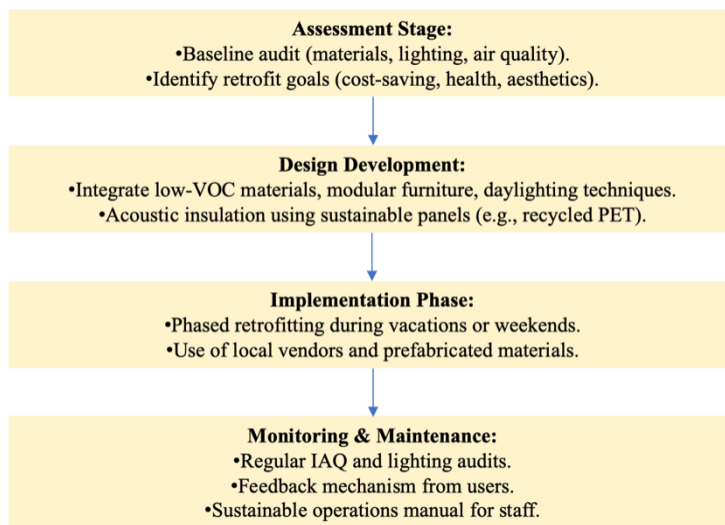 Assessment Stage:
•Baseline audit (materials, lighting, air quality).
•Identify retrofit goals (cost-saving, health, aesthetics).
Design Development:
•Integrate low-VOC materials, modular furniture, daylighting techniques.
•Acoustic insulation using sustainable panels (e.g., recycled PET).
Implementation Phase:
•Phased retrofitting during vacations or weekends.
•Use of local vendors and prefabricated materials.
Monitoring & Maintenance:
•Regular IAQ and lighting audits.
•Feedback mechanism from users.
•Sustainable operations manual for staff.